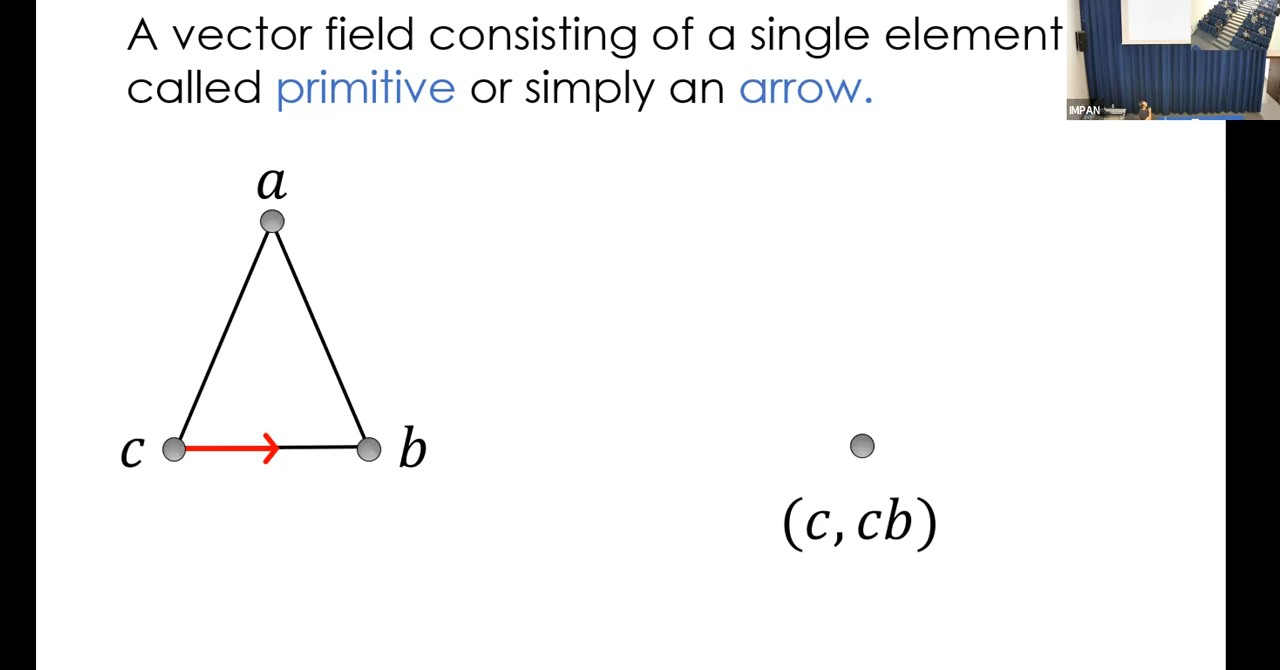 A vector field consisting of a single element
called primitive or simply an arrow.
IMPAN
a
c
b
(c, cb)